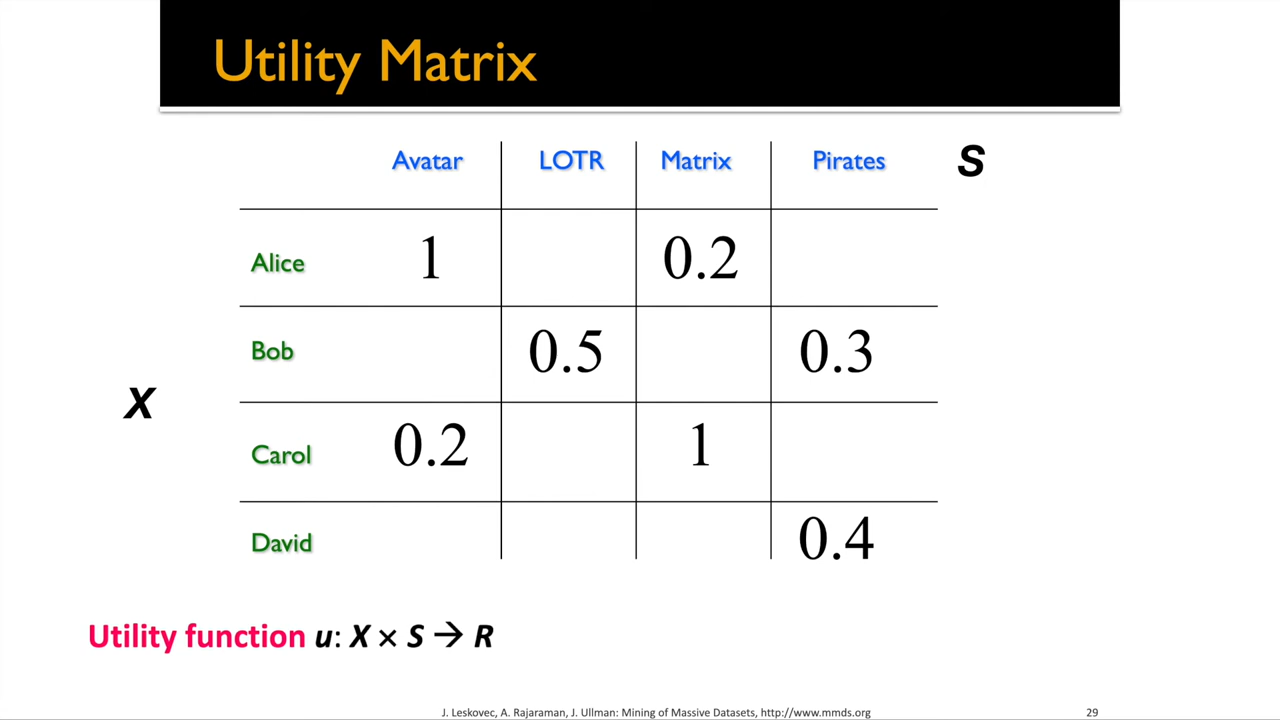 Utility Matrix
Avatar LOTR Matrix Pirates S
Alice 1 0.2
Bob 0.5 0.3
X
Carol 0.2 1
David 0.4
Utility function u: X × S → R
J. Leskovec, A. Rajaraman, J. Ullman: Mining of Massive Datasets, http://www.mmds.org 29